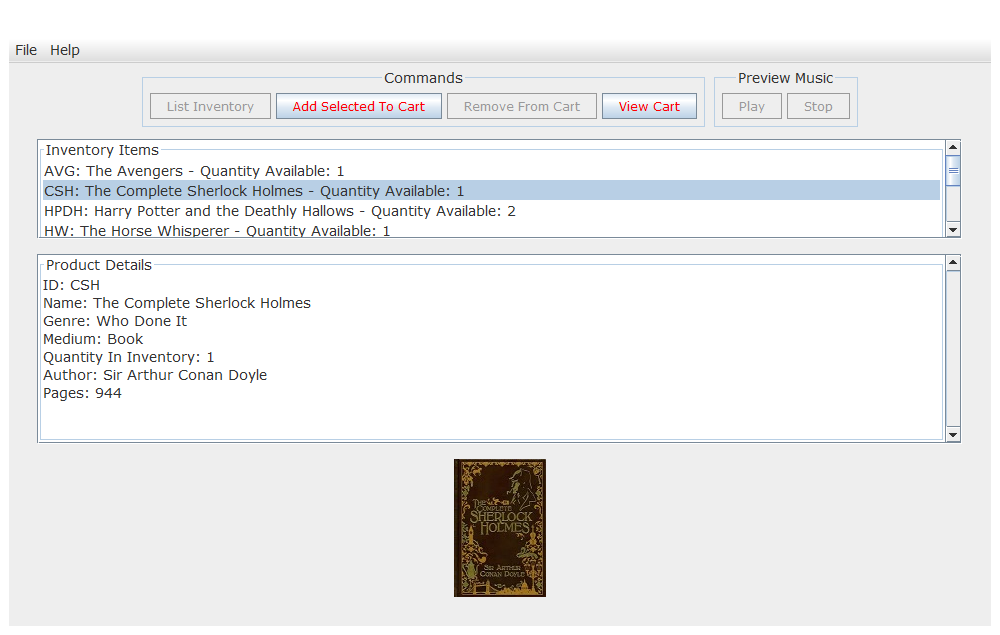 File Help
Commands
Preview Music
List Inventory Add Selected To Cart Remove From Cart View Cart Play Stop
Inventory Items
AVG: The Avengers - Quantity Available: 1
CSH: The Complete Sherlock Holmes - Quantity Available: 1
HPDH: Harry Potter and the Deathly Hallows - Quantity Available: 2
HW: The Horse Whisperer - Quantity Available: 1
Product Details
ID: CSH
Name: The Complete Sherlock Holmes
Genre: Who Done It
Medium: Book
Quantity In Inventory: 1
Author: Sir Arthur Conan Doyle
Pages: 944
THE
COMPLETE
SHERLOCK
HOLMES
SIR ARTHUR
CONAN DOYLE